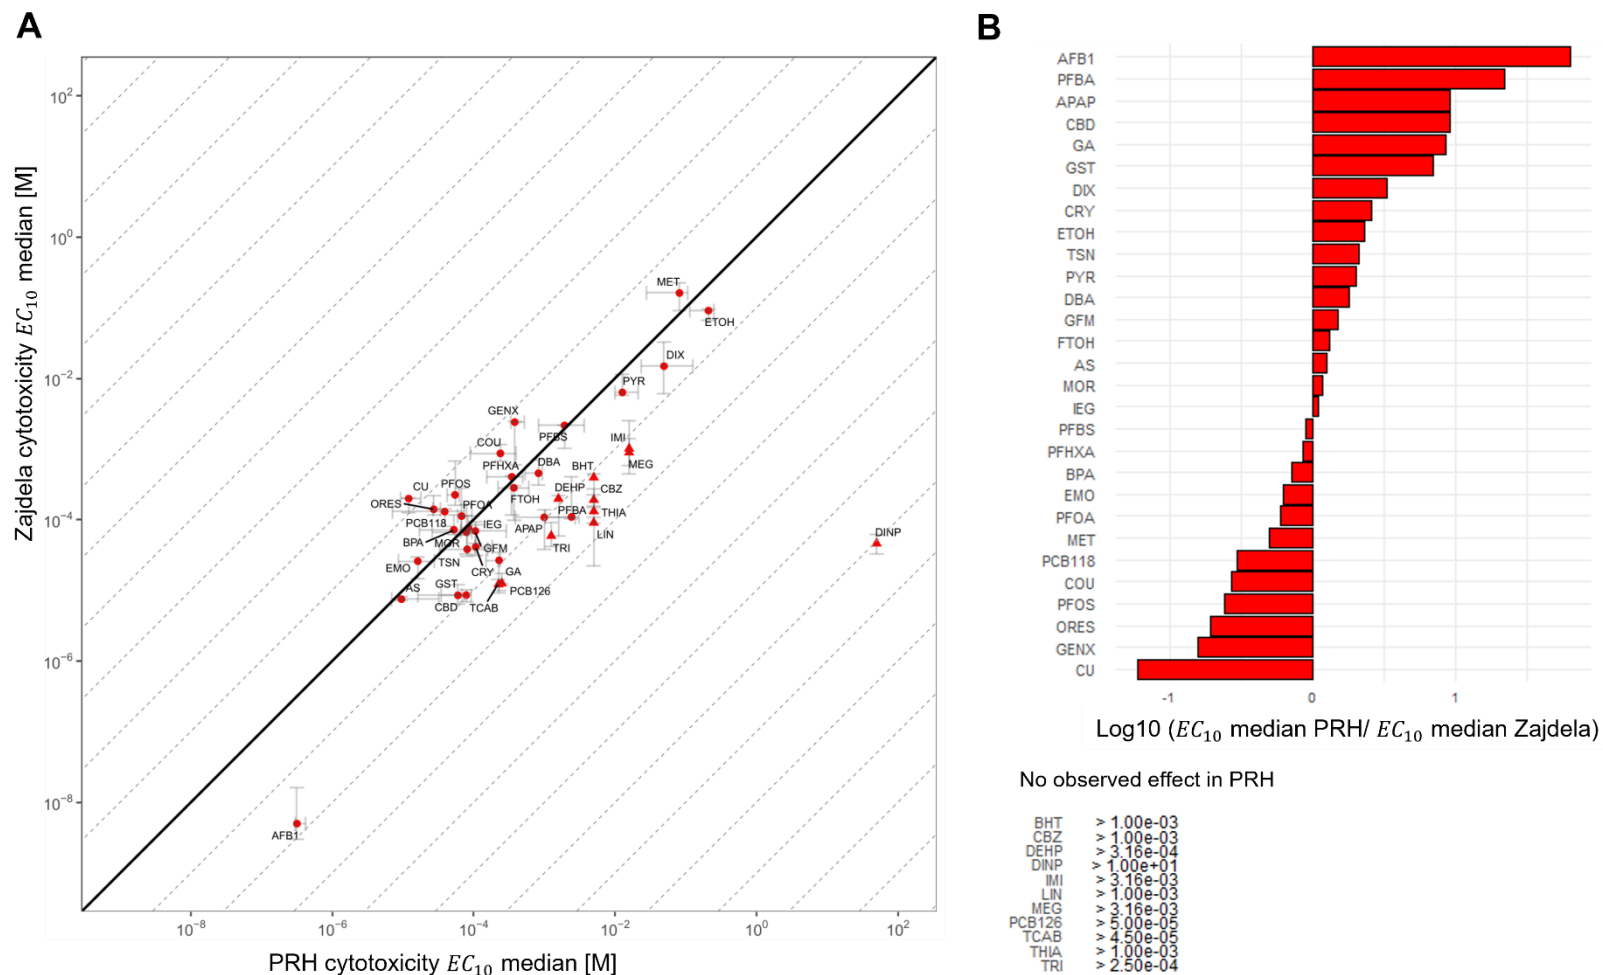 A
Zajdela cytotoxicity EC10 median [M]
10^2
10^0
10^-2
10^-4
10^-6
10^-8
MET
ETOH
DIX
PYR
GENX
PFBS
COU
IMI
MEG
PFHXA
DBA
BHT
CU
PFOS
DEHP
CBZ
FTOH
ORES
PFOA
PFBA
THIA
PCB118
IEG
APAP
LIN
DINP
BPA
MOR
GFM
TRI
TSN
CRY
EMO
GA
AS
GST
PCB126
CBD
TCAB
AFB1
10^-8
10^-6
10^-4
10^-2
10^0
10^2
PRH cytotoxicity EC10 median [M]
B
AFB1
PFBA
APAP
CBD
GA
GST
DIX
CRY
ETOH
TSN
PYR
DBA
GFM
FTOH
AS
MOR
IEG
PFBS
PFHXA
BPA
EMO
PFOA
MET
PCB118
COU
PFOS
ORES
GENX
CU
-1 0 1
Log10 (EC10 median PRH/ EC10 median Zajdela)
No observed effect in PRH
BHT > 1.00e-03
CBZ > 1.00e-03
DEHP > 3.16e-04
DINP > 1.00e+01
IMI > 3.16e-03
LIN > 1.00e-03
MEG > 3.16e-03
PCB126 > 5.00e-05
TCAB > 4.50e-05
THIA > 1.00e-03
TRI > 2.50e-04